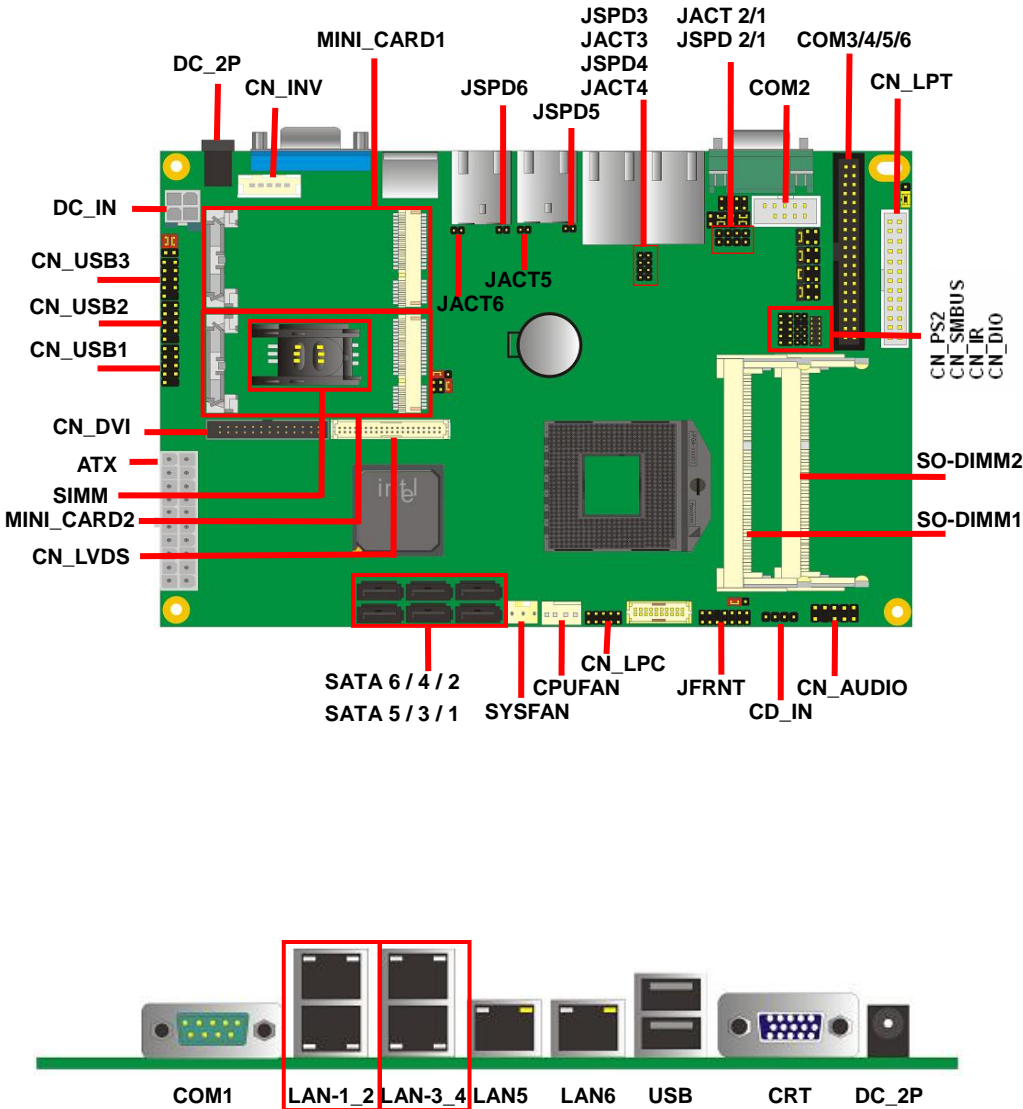 JSPD3 JACT 2/1
JACT3 JSPD 2/1
JSPD4
JACT4
MINI_CARD1
COM3/4/5/6
DC_2P
CN_INV
JSPD6
JSPD5
COM2
CN_LPT
DC_IN
CN_USB3
CN_USB2
CN_USB1
JACT5
JACT6
CN_PS2
CN_SMBUS
CN_IR
CN_DIO
CN_DVI
ATX
SIMM
MINI_CARD2
CN_LVDS
intel
SO-DIMM2
SO-DIMM1
SATA 6 / 4 / 2
SATA 5 / 3 / 1
SYSFAN
CPUFAN
CN_LPC
JFRNT
CD_IN
CN_AUDIO
COM1 LAN-1_2 LAN-3_4 LAN5 LAN6 USB CRT DC_2P